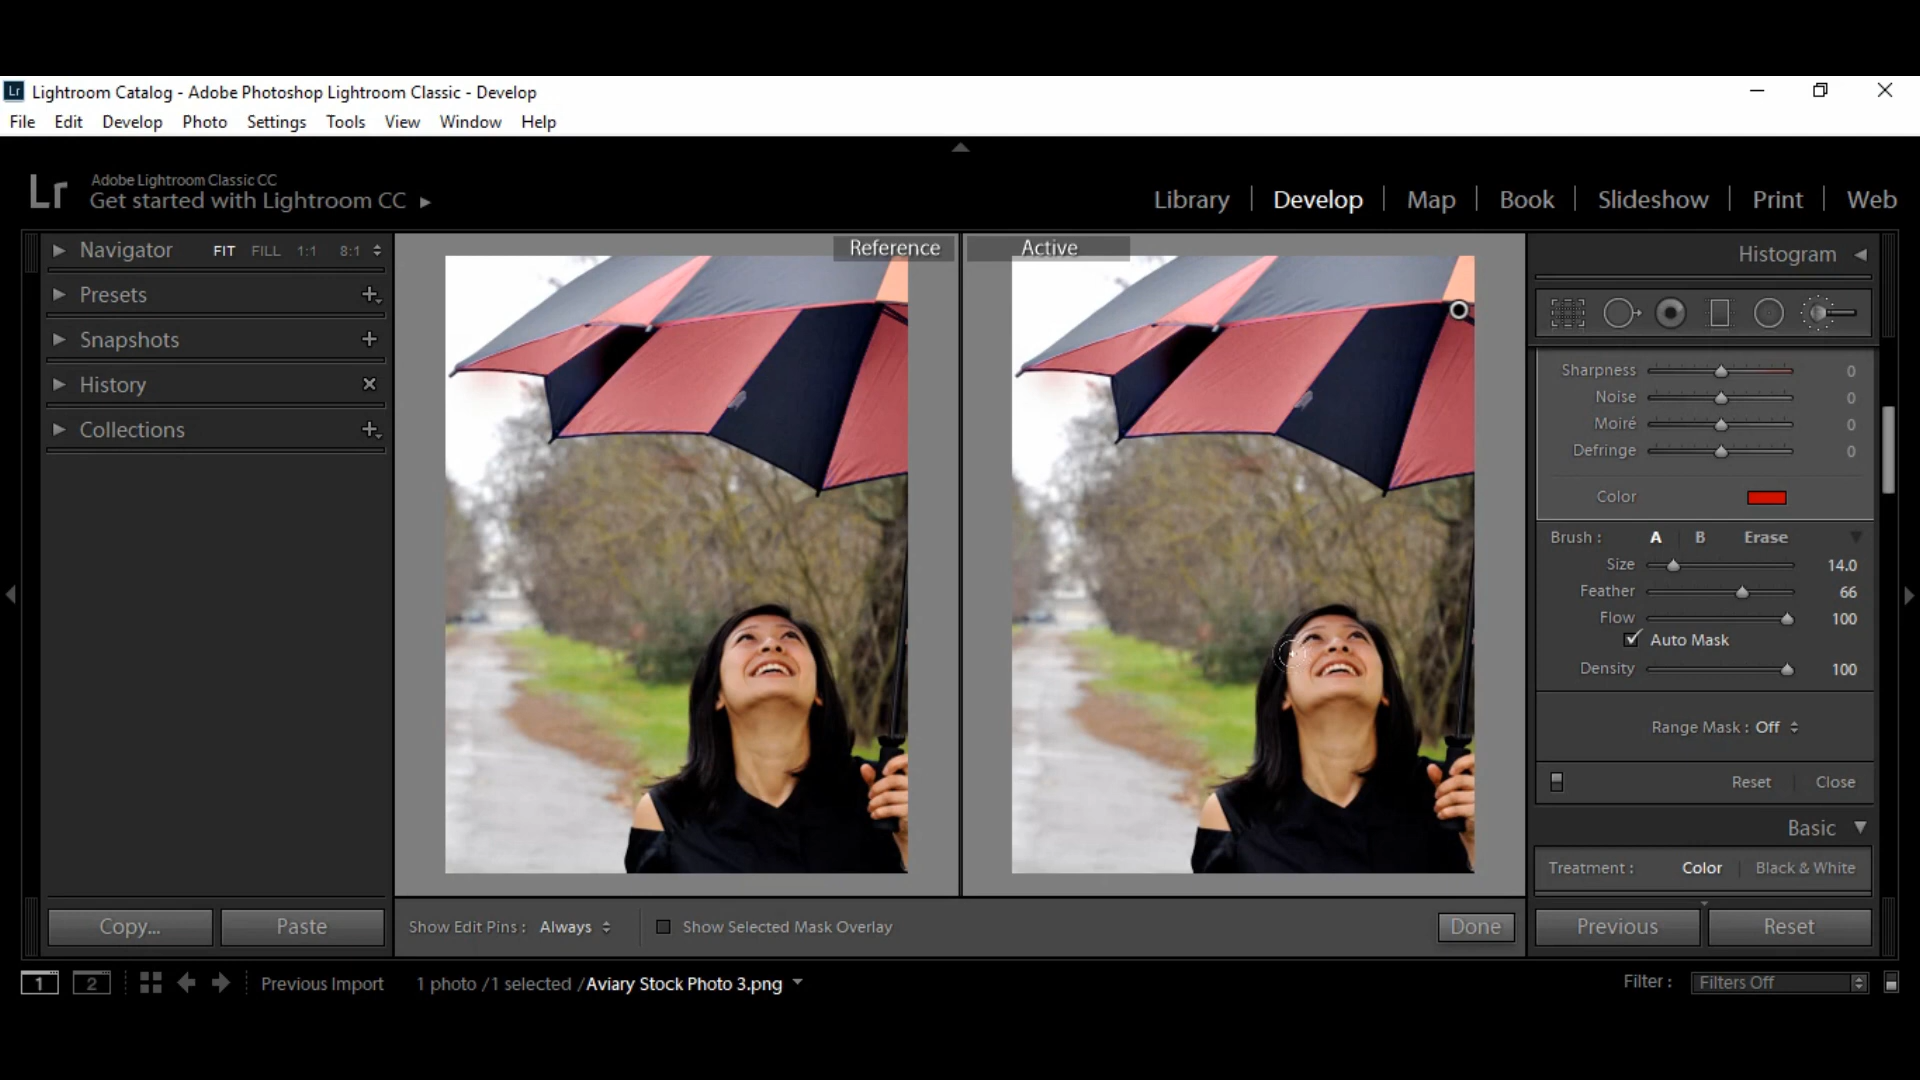 Lr Lightroom Catalog - Adobe Photoshop Lightroom Classic - Develop
File Edit Develop Photo Settings Tools View Window Help
Lr
Adobe Lightroom Classic CC
Get started with Lightroom CC
Library | Develop | Map | Book | Slideshow | Print | Web
Navigator FIT FILL 1:1 8:1
Presets
Snapshots
History
Collections
Copy... Paste
Reference
Active
Show Edit Pins : Always Show Selected Mask Overlay Done
Histogram
Sharpness 0
Noise 0
Moiré 0
Defringe 0
Color
Brush : A B Erase
Size 14.0
Feather 66
Flow 100
Auto Mask
Density 100
Range Mask : Off
Reset Close
Basic
Treatment : Color Black & White
Previous Reset
1 2 Previous Import 1 photo /1 selected /Aviary Stock Photo 3.png Filter : Filters Off